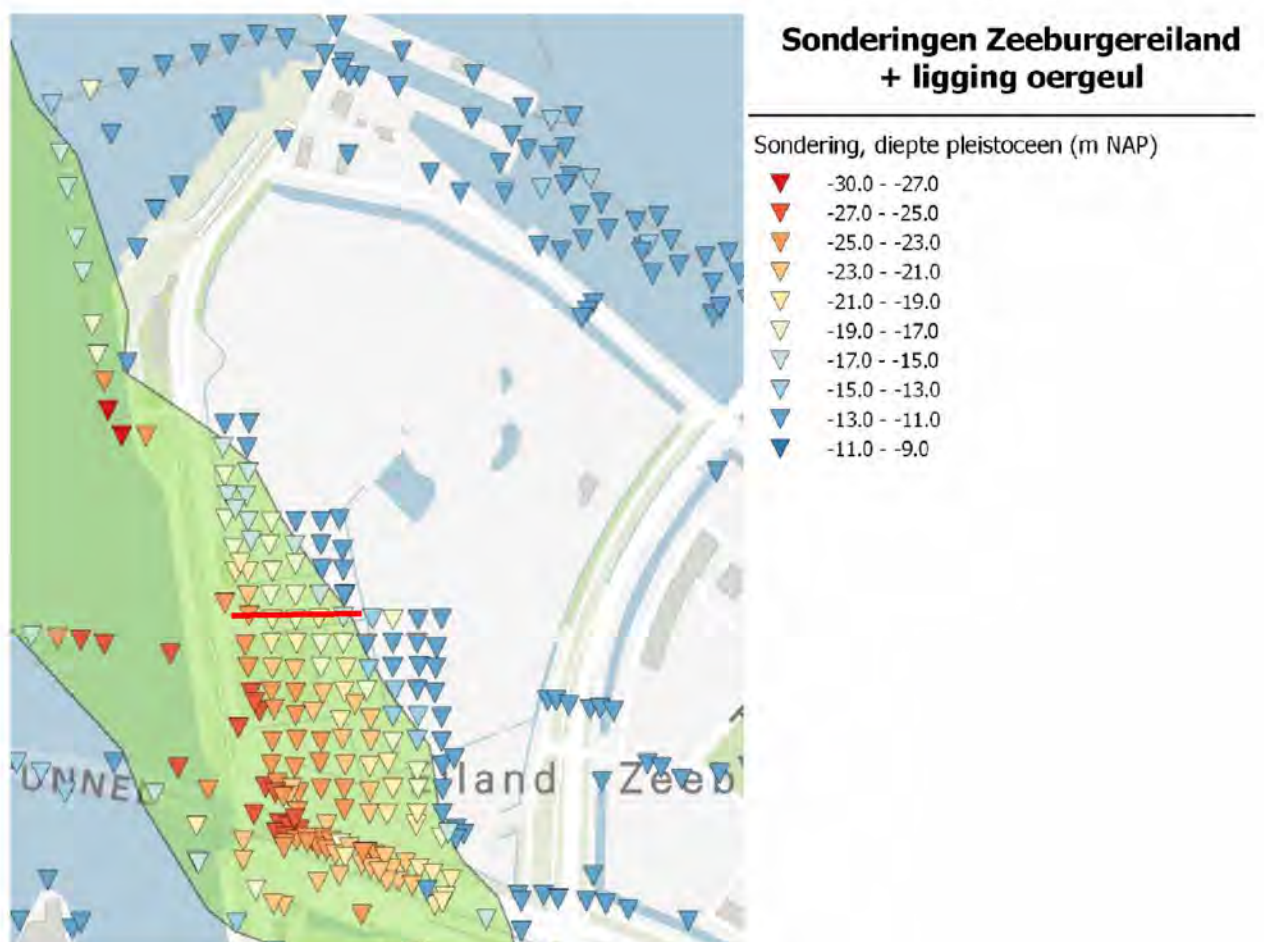 Sonderingen Zeeburgereiland
+ ligging oergeul
Sondering, diepte pleistoceen (m NAP)
-30.0 - -27.0
-27.0 - -25.0
-25.0 - -23.0
-23.0 - -21.0
-21.0 - -19.0
-19.0 - -17.0
-17.0 - -15.0
-15.0 - -13.0
-13.0 - -11.0
-11.0 - -9.0
UNNEL
iland Zeeb